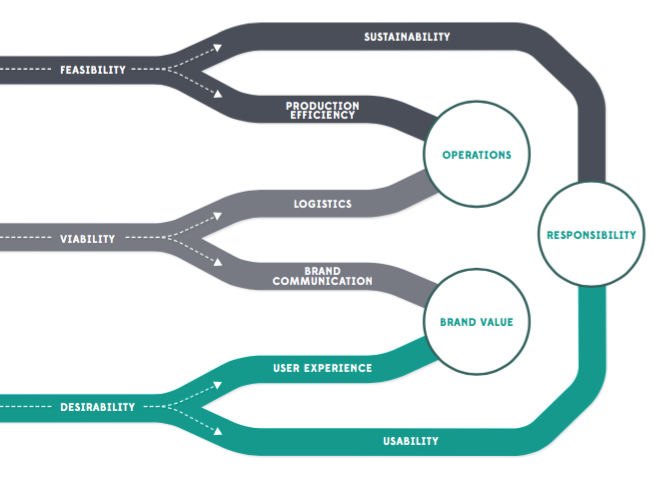 SUSTAINABILITY
FEASIBILITY
PRODUCTION
EFFICIENCY
OPERATIONS
LOGISTICS
VIABILITY
RESPONSIBILITY
BRAND
COMMUNICATION
BRAND VALUE
USER EXPERIENCE
DESIRABILITY
USABILITY